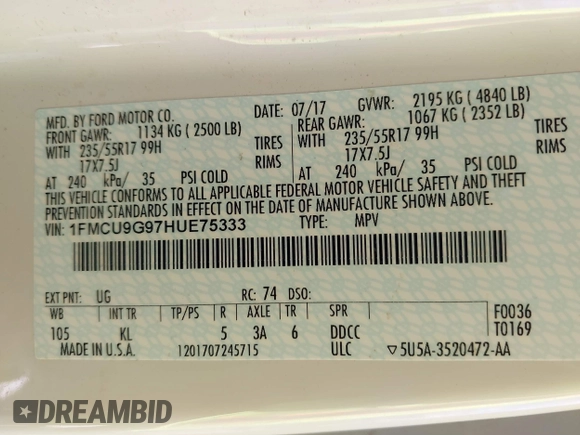 MFD. BY FORD MOTOR CO. DATE: 07/17 GVWR: 2195 KG ( 4840 LB)
FRONT GAWR: 1134 KG ( 2500 LB) REAR GAWR: 1067 KG ( 2352 LB)
WITH 235/55R17 99H TIRES WITH 235/55R17 99H TIRES
17X7.5J RIMS 17X7.5J RIMS
AT 240 kPa/ 35 PSI COLD AT 240 kPa/ 35 PSI COLD
THIS VEHICLE CONFORMS TO ALL APPLICABLE FEDERAL MOTOR VEHICLE SAFETY AND THEFT
PREVENTION STANDARDS IN EFFECT ON THE DATE OF MANUFACTURE SHOWN ABOVE.
VIN: 1FMCU9G97HUE75333 TYPE: MPV
EXT PNT: UG RC: 74 DSO:
WB INT TR TP/PS R AXLE TR SPR F0036
105 KL 5 3A 6 DDCC T0169
MADE IN U.S.A. 1201707245715 ULC ▽5U5A-3520472-AA
DREAMBID